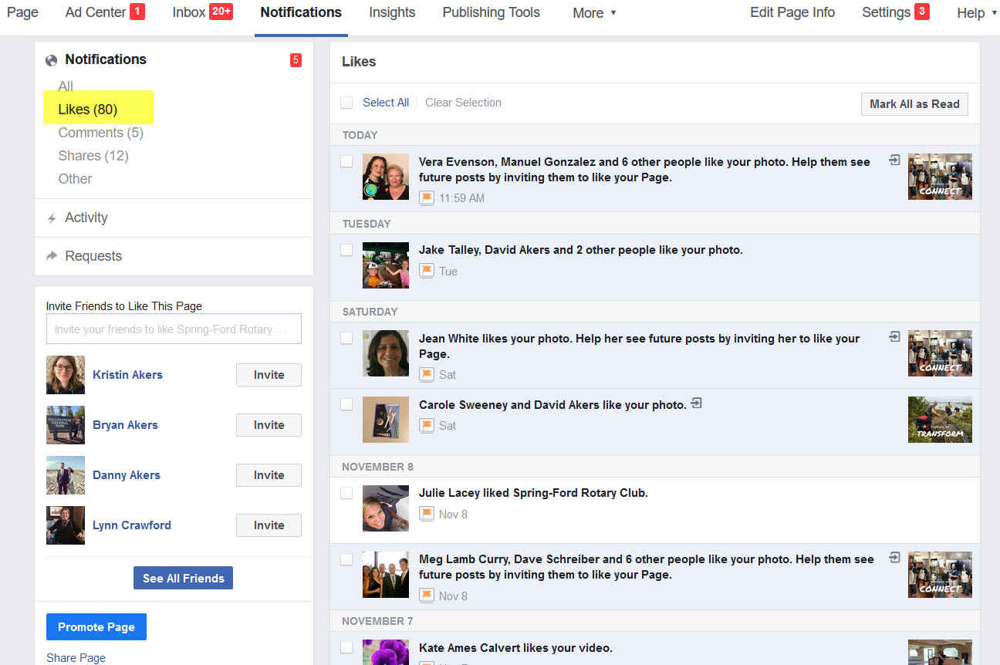 Page Ad Center 1 Inbox 20+ Notifications Insights Publishing Tools More Edit Page Info Settings 3 Help
Notifications 5
All
Likes (80)
Comments (5)
Shares (12)
Other
Activity
Requests
Invite Friends to Like This Page
Invite your friends to like Spring-Ford Rotary ...
Kristin Akers Invite
Bryan Akers Invite
Danny Akers Invite
Lynn Crawford Invite
See All Friends
Promote Page
Share Page
Likes
Select All Clear Selection Mark All as Read
TODAY
Vera Evenson, Manuel Gonzalez and 6 other people like your photo. Help them see
future posts by inviting them to like your Page.
CONNECT
11:59 AM
TUESDAY
Jake Talley, David Akers and 2 other people like your photo.
Tue
SATURDAY
Jean White likes your photo. Help her see future posts by inviting her to like your
Page.
CONNECT
Sat
Carole Sweeney and David Akers like your photo.
Sat
TRANSFORM
NOVEMBER 8
Julie Lacey liked Spring-Ford Rotary Club.
Nov 8
Meg Lamb Curry, Dave Schreiber and 6 other people like your photo. Help them see
future posts by inviting them to like your Page.
CONNECT
Nov 8
NOVEMBER 7
Kate Ames Calvert likes your video.